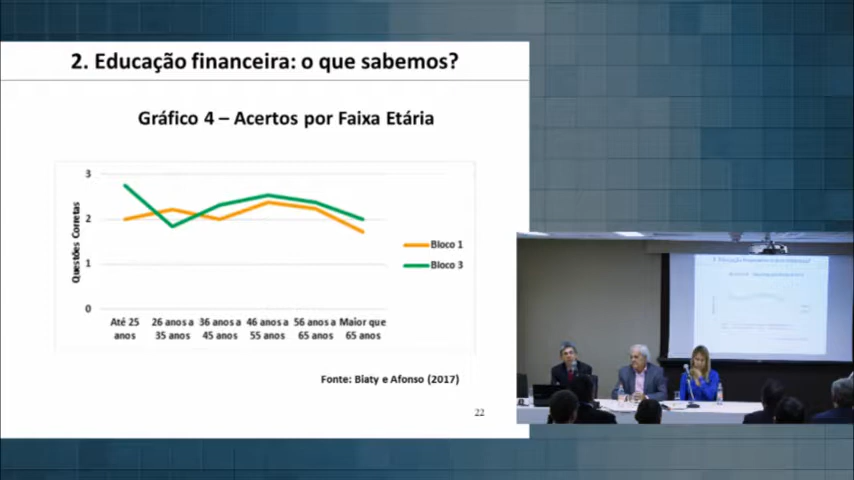 2. Educação financeira: o que sabemos?
Gráfico 4 – Acertos por Faixa Etária
3
2
1
0
Questões Corretas
Até 25 anos
26 anos a 35 anos
36 anos a 45 anos
46 anos a 55 anos
56 anos a 65 anos
Maior que 65 anos
Bloco 1
Bloco 3
Fonte: Biaty e Afonso (2017)
22